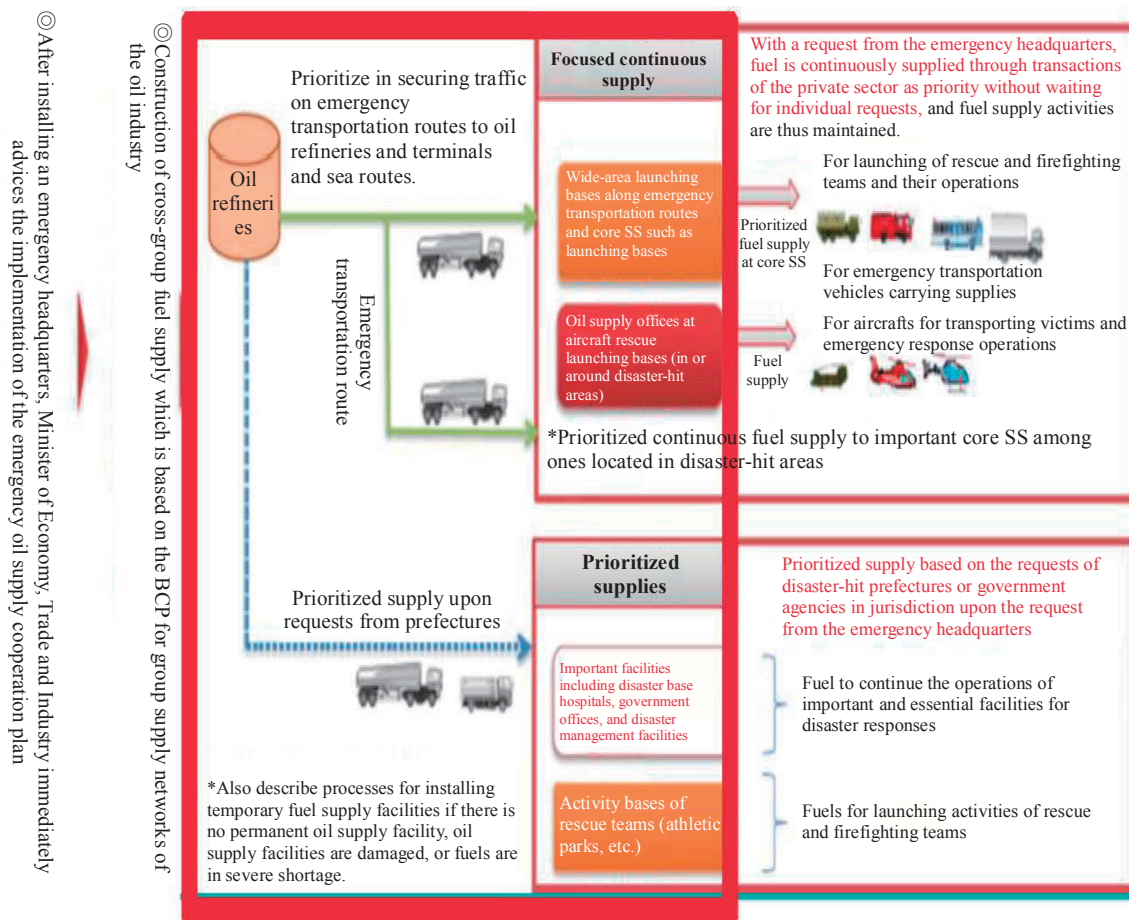 ◎After installing an emergency headquarters, Minister of Economy, Trade and Industry immediately
advices the implementation of the emergency oil supply cooperation plan
◎Construction of cross-group fuel supply which is based on the BCP for group supply networks of
the oil industry
Oil
refineri
es
Prioritize in securing traffic
on emergency
transportation routes to oil
refineries and terminals
and sea routes.
Emergency
transportation route
Focused continuous
supply
Wide-area launching
bases along emergency
transportation routes
and core SS such as
launching bases
Oil supply offices at
aircraft rescue
launching bases (in or
around disaster-hit
areas)
With a request from the emergency headquarters,
fuel is continuously supplied through transactions
of the private sector as priority without waiting
for individual requests, and fuel supply activities
are thus maintained.
For launching of rescue and firefighting
teams and their operations
Prioritized
fuel supply
at core SS
For emergency transportation
vehicles carrying supplies
For aircrafts for transporting victims and
emergency response operations
Fuel
supply
*Prioritized continuous fuel supply to important core SS among
ones located in disaster-hit areas
Prioritized supply upon
requests from prefectures
Prioritized
supplies
Important facilities
including disaster base
hospitals, government
offices, and disaster
management facilities
Activity bases of
rescue teams (athletic
parks, etc.)
Prioritized supply based on the requests of
disaster-hit prefectures or government
agencies in jurisdiction upon the request
from the emergency headquarters
Fuel to continue the operations of
important and essential facilities for
disaster responses
Fuels for launching activities of rescue
and firefighting teams
*Also describe processes for installing
temporary fuel supply facilities if there is
no permanent oil supply facility, oil
supply facilities are damaged, or fuels are
in severe shortage.